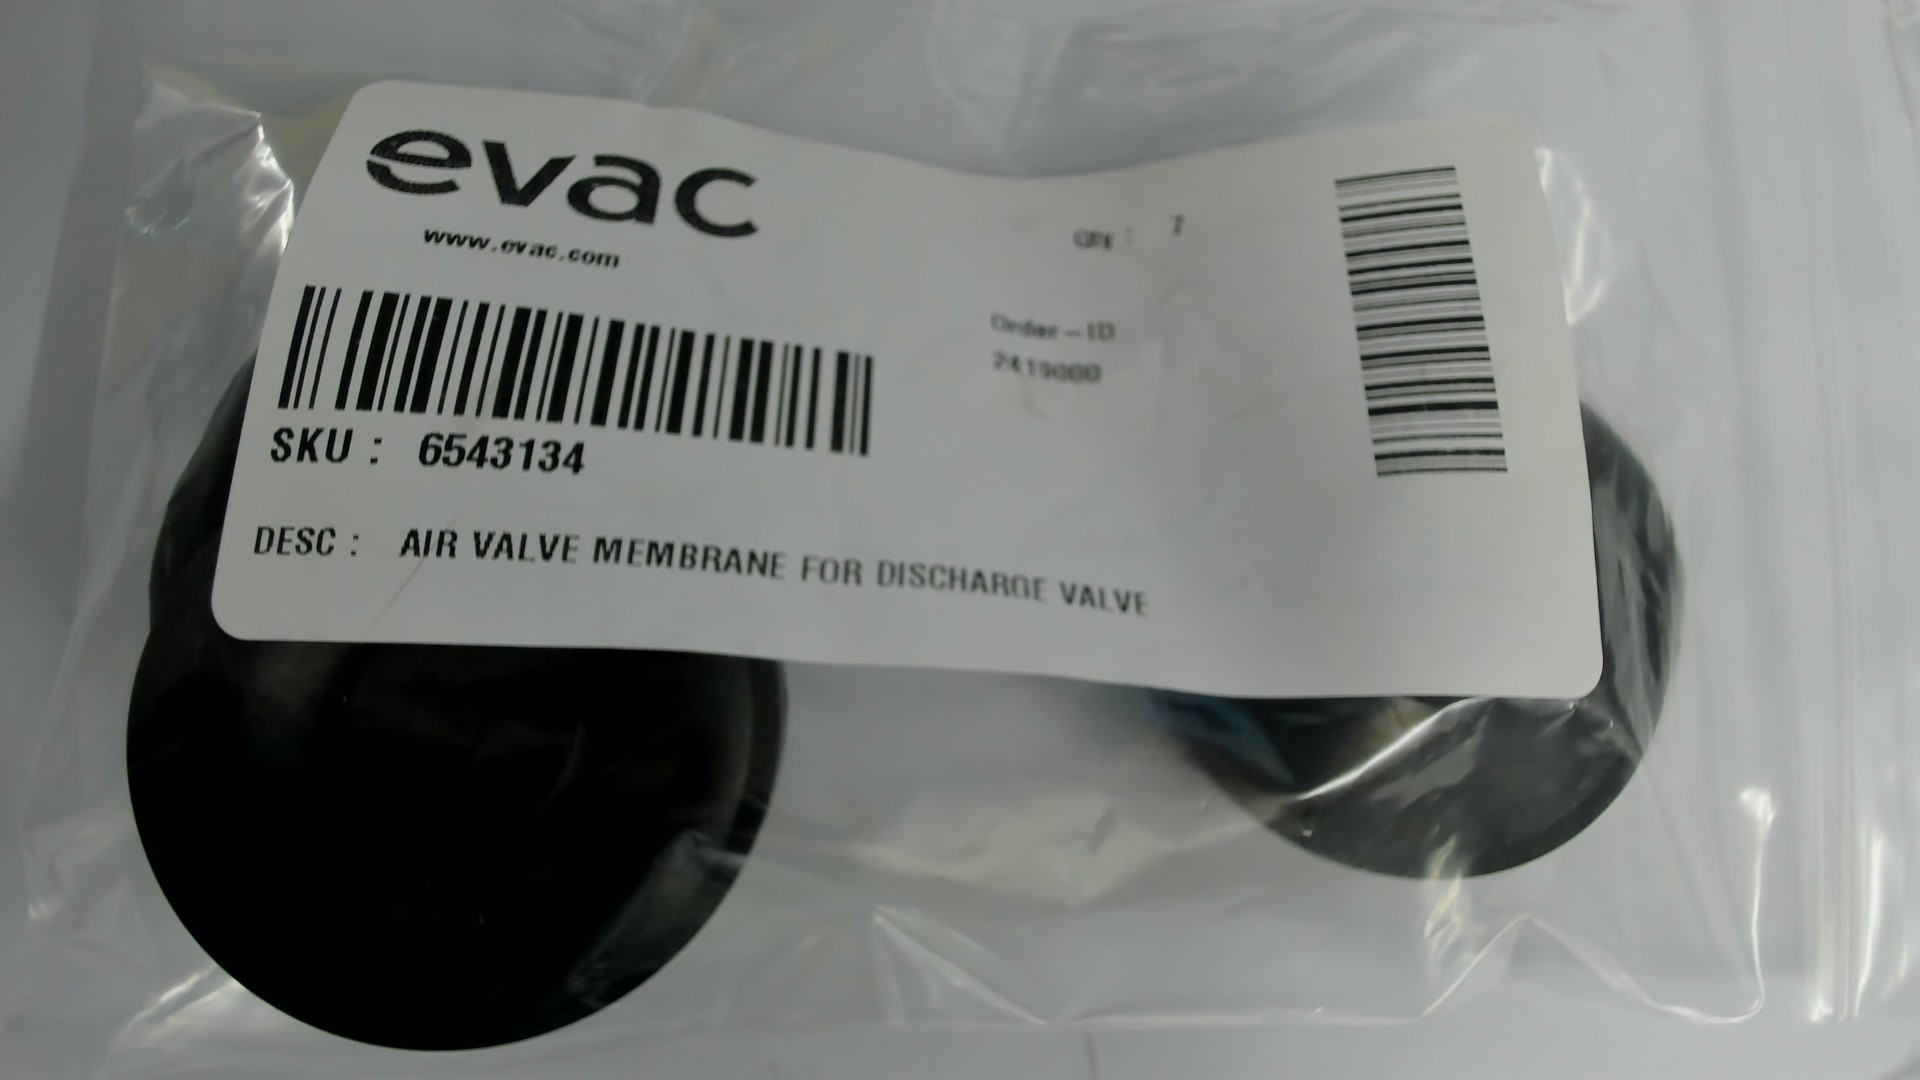 evac
www.evac.com
SKU : 6543134
DESC : AIR VALVE MEMBRANE FOR DISCHARGE VALVE
Order-ID